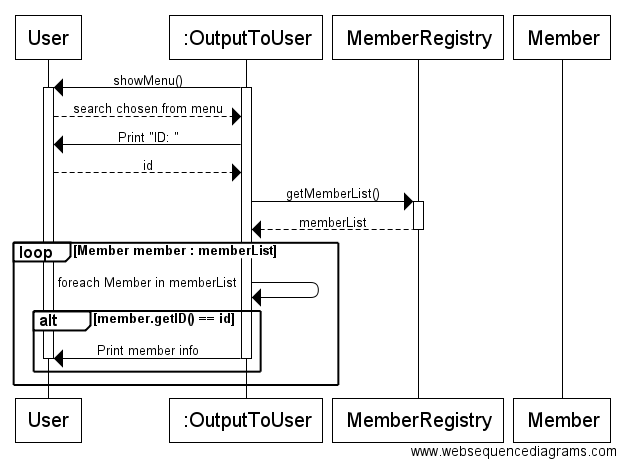 User :OutputToUser MemberRegistry Member
showMenu()
search chosen from menu
Print "ID: "
id
getMemberList()
memberList
loop [Member member : memberList]
foreach Member in memberList
alt [member.getID() == id]
Print member info
User :OutputToUser MemberRegistry Member
www.websequencediagrams.com